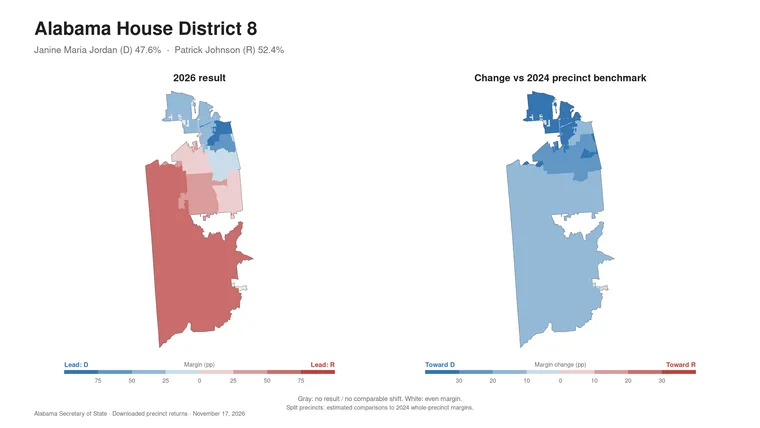 Alabama House District 8
Janine Maria Jordan (D) 47.6% · Patrick Johnson (R) 52.4%
2026 result
Change vs 2024 precinct benchmark
Lead: D Margin (pp) Lead: R
75 50 25 0 25 50 75
Toward D Margin change (pp) Toward R
30 20 10 0 10 20 30
Gray: no result / no comparable shift. White: even margin.
Split precincts: estimated comparisons to 2024 whole-precinct margins.
Alabama Secretary of State · Downloaded precinct returns · November 17, 2026